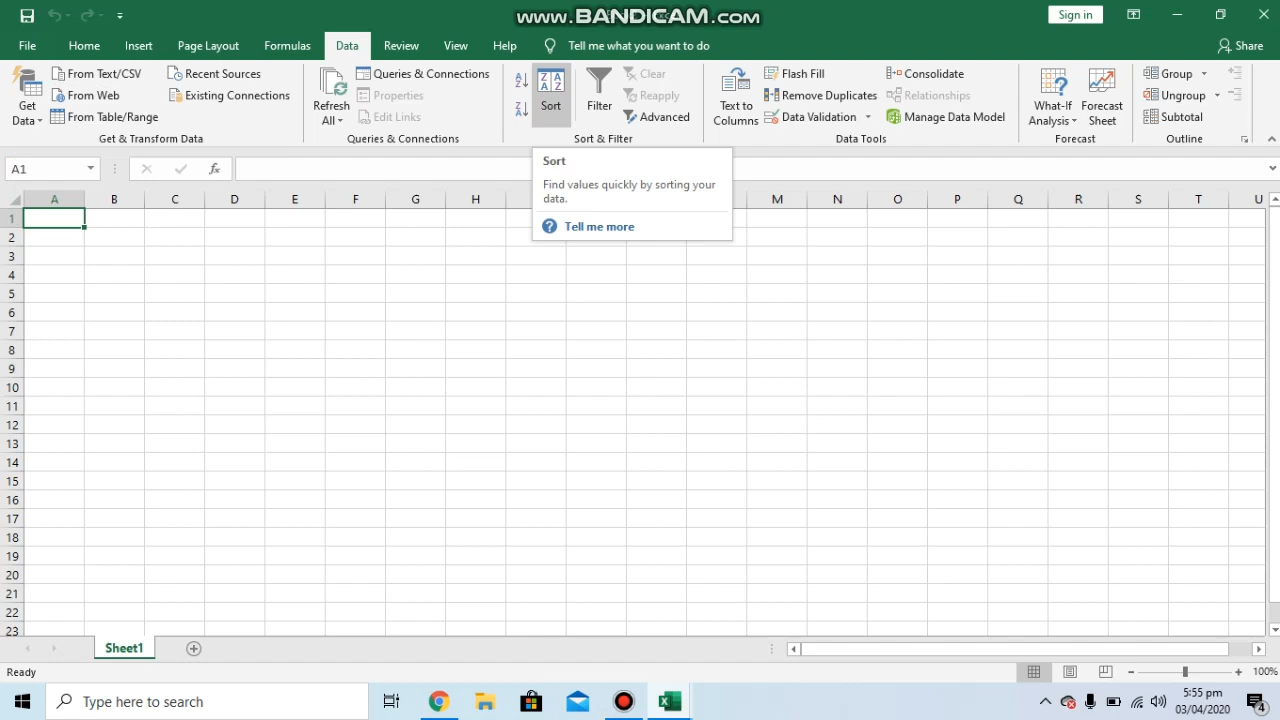 www.BANDICAM.com
Sign in
File Home Insert Page Layout Formulas Data Review View Help Tell me what you want to do Share
Get Data
From Text/CSV
From Web
From Table/Range
Recent Sources
Existing Connections
Get & Transform Data
Refresh All
Queries & Connections
Properties
Edit Links
Queries & Connections
Sort
Filter
Clear
Reapply
Advanced
Sort & Filter
Text to Columns
Flash Fill
Remove Duplicates
Data Validation
Consolidate
Relationships
Manage Data Model
Data Tools
What-If Analysis
Forecast Sheet
Forecast
Group
Ungroup
Subtotal
Outline
A1
fx
Sort
Find values quickly by sorting your
data.
Tell me more
A B C D E F G H M N O P Q R S T U
1
2
3
4
5
6
7
8
9
10
11
12
13
14
15
16
17
18
19
20
21
22
23
Sheet1
Ready
100%
Type here to search
5:55 pm
03/04/2020
4